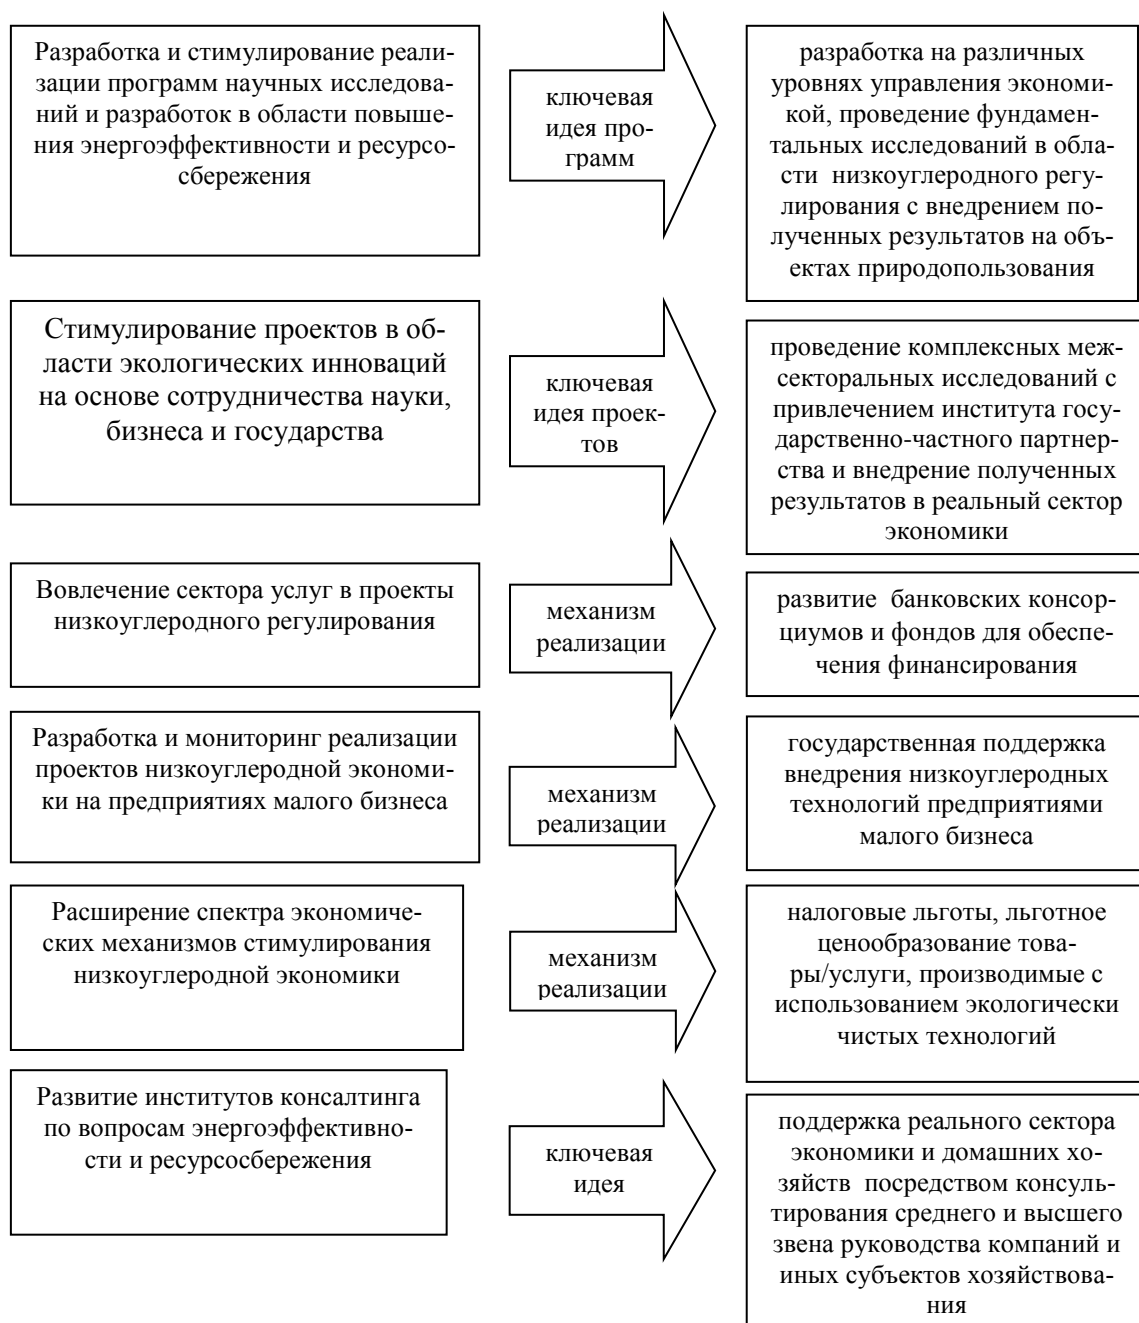 Разработка и стимулирование реали-
зации программ научных исследова-
ний и разработок в области повыше-
ния энергоэффективности и ресурсо-
сбережения
ключевая
идея про-
грамм
разработка на различных
уровнях управления экономи-
кой, проведение фундамен-
тальных исследований в обла-
сти низкоуглеродного регу-
лирования с внедрением по-
лученных результатов на объ-
ектах природопользования
Стимулирование проектов в об-
ласти экологических инноваций
на основе сотрудничества науки,
бизнеса и государства
ключевая
идея проек-
тов
проведение комплексных меж-
секторальных исследований с
привлечением института госу-
дарственно-частного партнер-
ства и внедрение полученных
результатов в реальный сектор
экономики
Вовлечение сектора услуг в проекты
низкоуглеродного регулирования
механизм
реализации
развитие банковских консор-
циумов и фондов для обеспе-
чения финансирования
Разработка и мониторинг реализации
проектов низкоуглеродной экономи-
ки на предприятиях малого бизнеса
механизм
реализации
государственная поддержка
внедрения низкоуглеродных
технологий предприятиями
малого бизнеса
Расширение спектра экономиче-
ских механизмов стимулирования
низкоуглеродной экономики
механизм
реализации
налоговые льготы, льготное
ценообразование това-
ры/услуги, производимые с
использованием экологически
чистых технологий
Развитие институтов консалтинга
по вопросам энергоэффективно-
сти и ресурсосбережения
ключевая
идея
поддержка реального сектора
экономики и домашних хо-
зяйств посредством консуль-
тирования среднего и высшего
звена руководства компаний и
иных субъектов хозяйствова-
ния